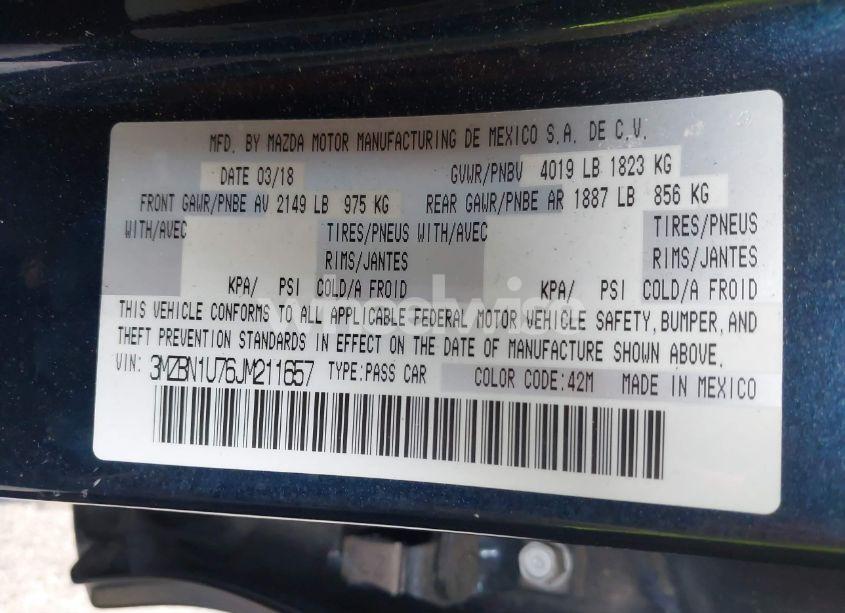 MFD. BY MAZDA MOTOR MANUFACTURING DE MEXICO S.A. DE C.V.
DATE 03/18 GVWR/PNBV 4019 LB 1823 KG
FRONT GAWR/PNBE AV 2149 LB 975 KG REAR GAWR/PNBE AR 1887 LB 856 KG
WITH/AVEC TIRES/PNEUS WITH/AVEC TIRES/PNEUS
RIMS/JANTES RIMS/JANTES
KPA/ PSI COLD/A FROID KPA/ PSI COLD/A FROID
THIS VEHICLE CONFORMS TO ALL APPLICABLE FEDERAL MOTOR VEHICLE SAFETY, BUMPER, AND
THEFT PREVENTION STANDARDS IN EFFECT ON THE DATE OF MANUFACTURE SHOWN ABOVE.
VIN: 3MZBN1U76JM211657 TYPE:PASS CAR COLOR CODE:42M MADE IN MEXICO
wheelwise